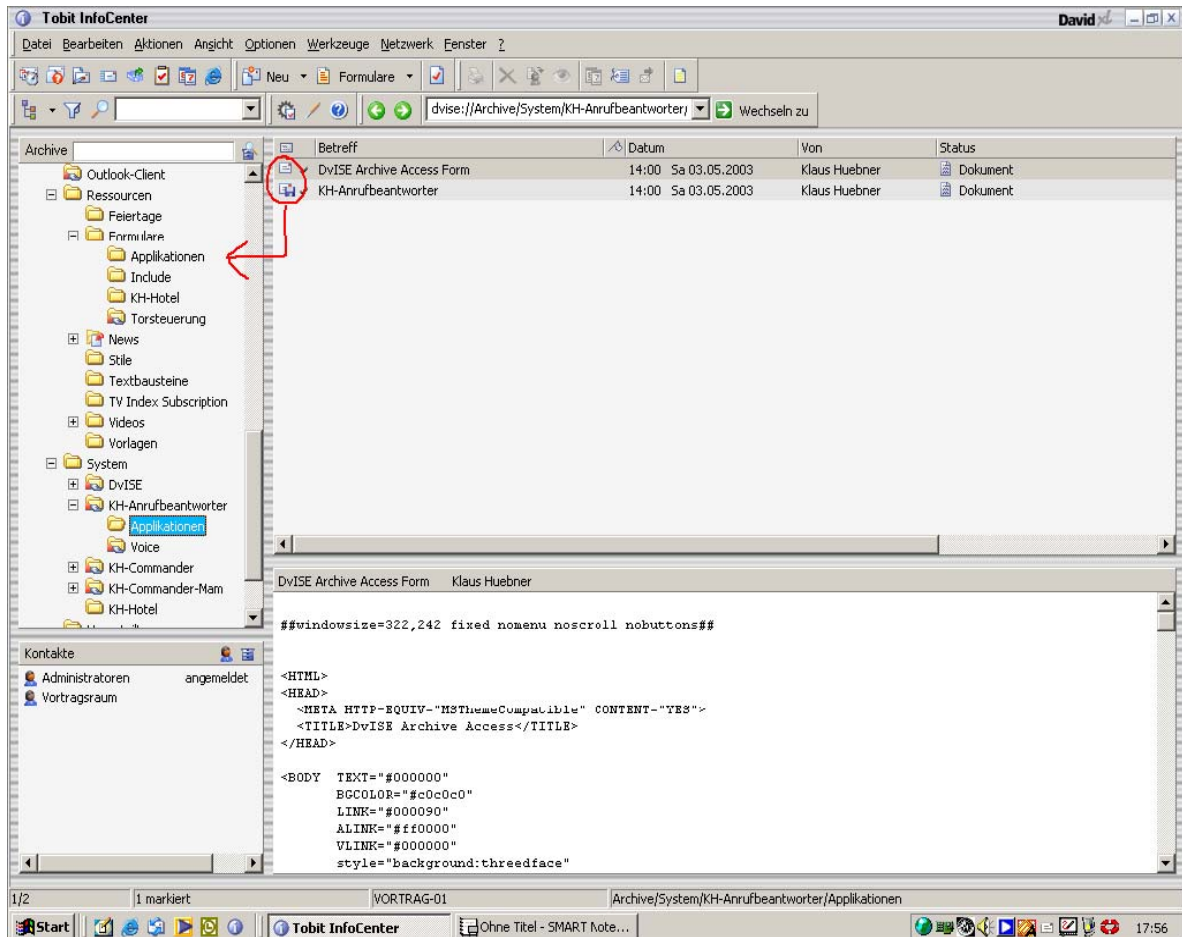 Tobit InfoCenter
David xl
Datei Bearbeiten Aktionen Ansicht Optionen Werkzeuge Netzwerk Fenster ?
Neu Formulare
dvise://Archive/System/KH-Anrufbeantworter/ Wechseln zu
Archive
Outlook-Client
Ressourcen
Feiertage
Formulare
Applikationen
Include
KH-Hotel
Torsteuerung
News
Stile
Textbausteine
TV Index Subscription
Videos
Vorlagen
System
DvISE
KH-Anrufbeantworter
Applikationen
Voice
KH-Commander
KH-Commander-Mam
KH-Hotel
Betreff Datum Von Status
DvISE Archive Access Form 14:00 Sa 03.05.2003 Klaus Huebner Dokument
KH-Anrufbeantworter 14:00 Sa 03.05.2003 Klaus Huebner Dokument
DvISE Archive Access Form Klaus Huebner
##windowsize=322,242 fixed nomenu noscroll nobuttons##
<HTML>
<HEAD>
<META HTTP-EQUIV="MSThemeCompatible" CONTENT="YES">
<TITLE>DvISE Archive Access</TITLE>
</HEAD>
<BODY TEXT="#000000"
BGCOLOR="#c0c0c0"
LINK="#000090"
ALINK="#ff0000"
VLINK="#000000"
style="background:threedface"
Kontakte
Administratoren angemeldet
Vortragsraum
1/2 1 markiert VORTRAG-01 Archive/System/KH-Anrufbeantworter/Applikationen
Start Tobit InfoCenter Ohne Titel - SMART Note... 17:56